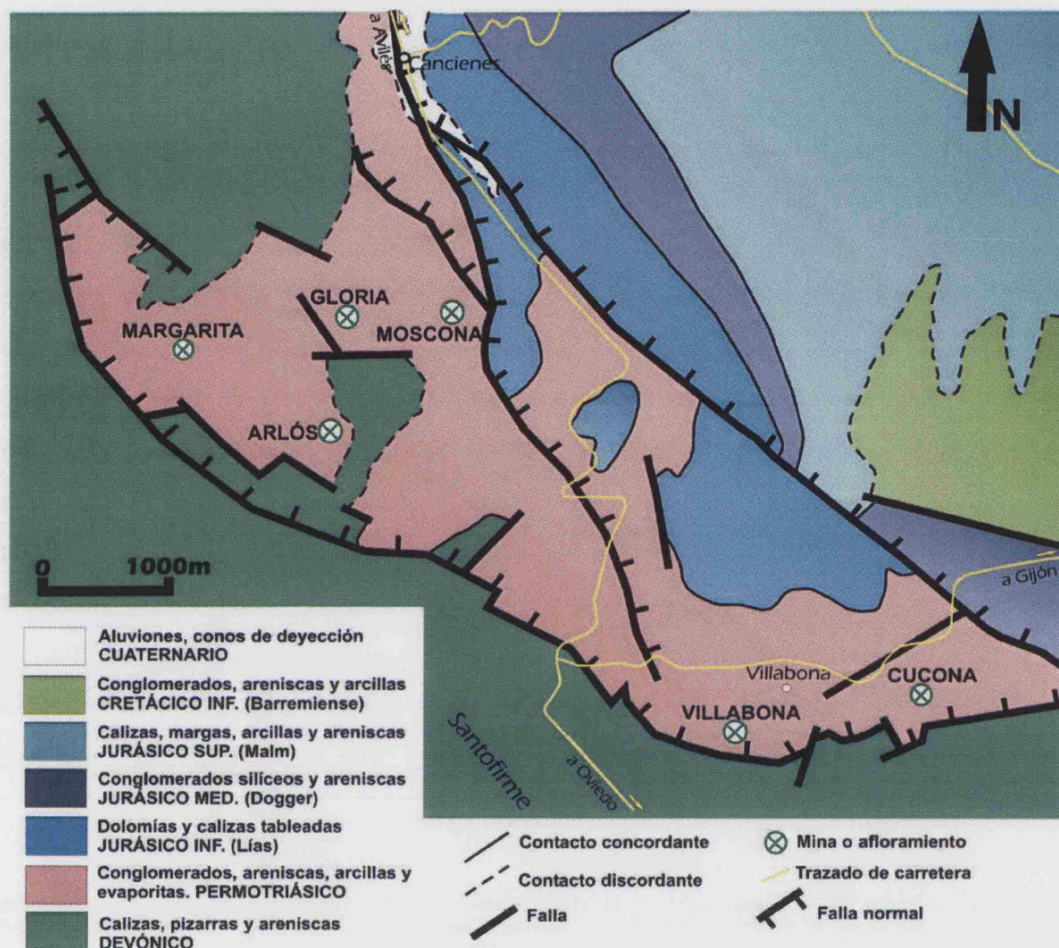 a Avilés
Cancienes
N
GLORIA
MOSCONA
MARGARITA
ARLÓS
0 1000m
a Gijón
Villabona
CUCONA
VILLABONA
Santofirme
a Oviedo
Aluviones, conos de deyección
CUATERNARIO
Conglomerados, areniscas y arcillas
CRETÁCICO INF. (Barremiense)
Calizas, margas, arcillas y areniscas
JURÁSICO SUP. (Malm)
Conglomerados silíceos y areniscas
JURÁSICO MED. (Dogger)
Dolomías y calizas tableadas
JURÁSICO INF. (Lías)
Conglomerados, areniscas, arcillas y
evaporitas. PERMOTRIÁSICO
Calizas, pizarras y areniscas
DEVÓNICO
Contacto concordante
Contacto discordante
Falla
Mina o afloramiento
Trazado de carretera
Falla normal